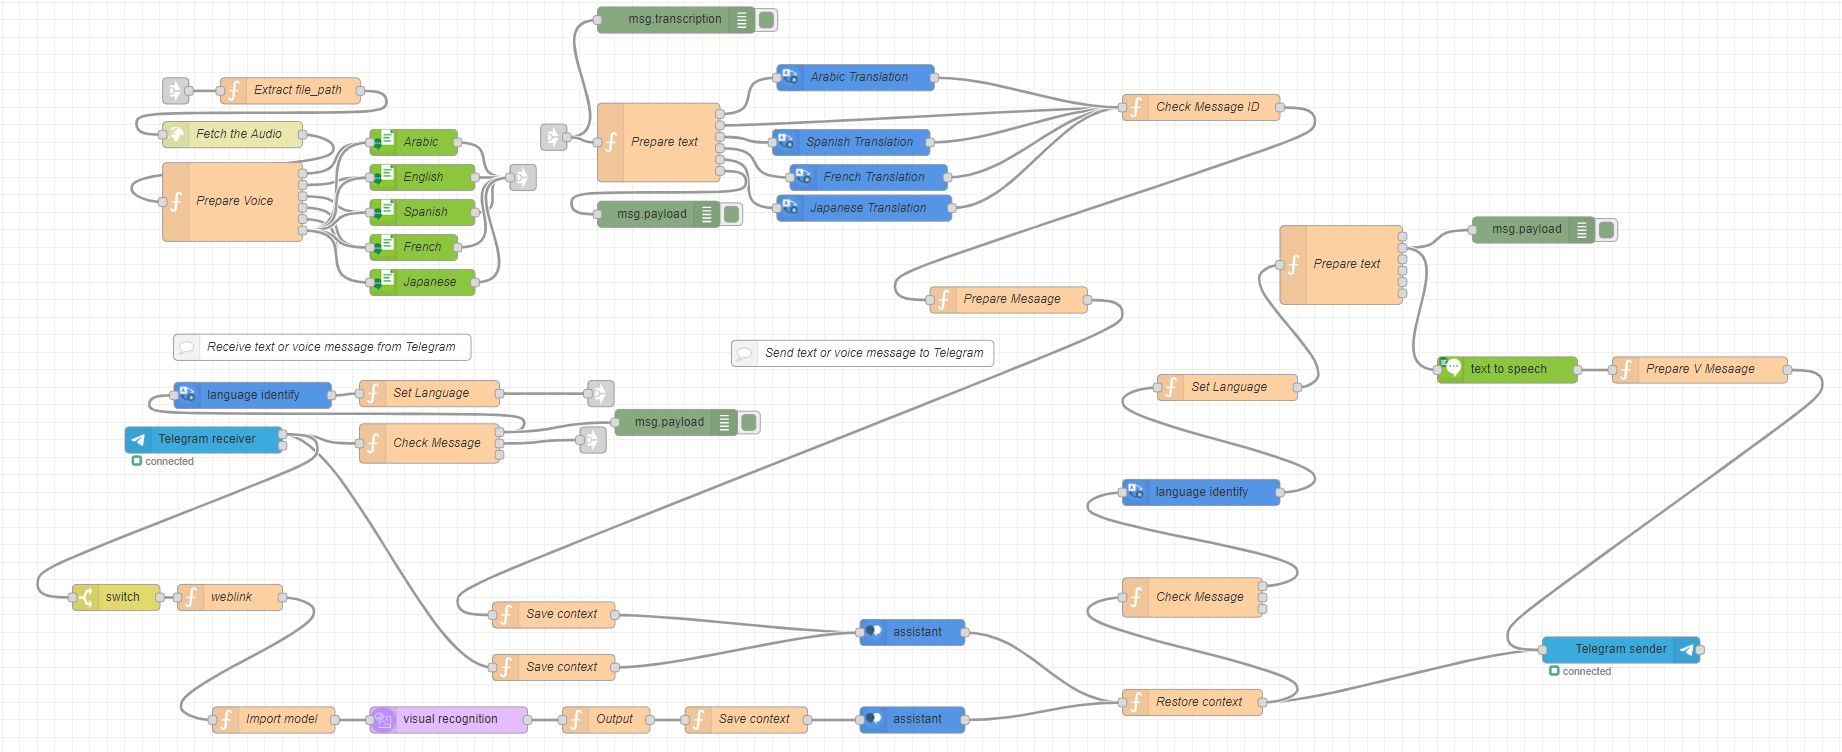 msg.transcription
Extract file_path
Arabic Translation
Check Message ID
Fetch the Audio
Arabic
Prepare text
Spanish Translation
English
French Translation
Prepare Voice
Spanish
msg.payload
Japanese Translation
French
msg.payload
Japanese
Prepare text
Prepare Mesaage
Receive text or voice message from Telegram
Send text or voice message to Telegram
text to speech
Prepare V Mesaage
language identify
Set Language
Set Language
msg.payload
Telegram receiver
Check Message
connected
language identify
switch
weblink
Check Message
Save context
assistant
Save context
Telegram sender
connected
Restore context
Import model
visual recognition
Output
Save context
assistant